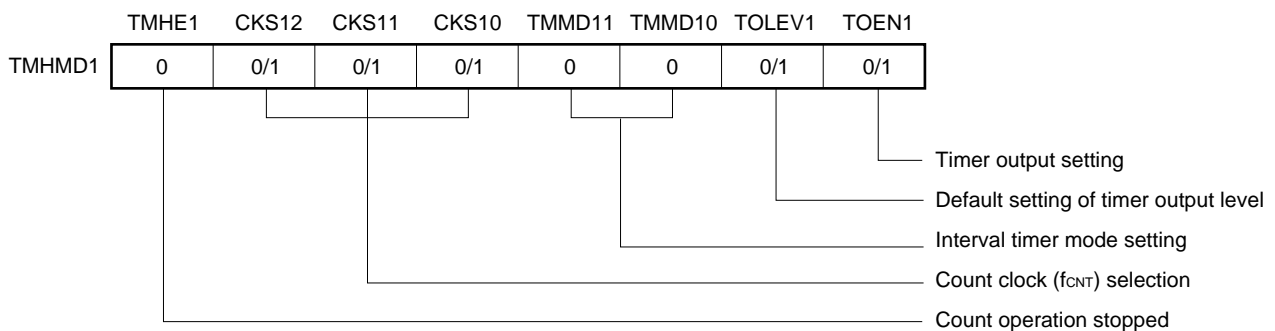 TMHE1 CKS12 CKS11 CKS10 TMMD11 TMMD10 TOLEV1 TOEN1
TMHMD1 0 0/1 0/1 0/1 0 0 0/1 0/1
Timer output setting
Default setting of timer output level
Interval timer mode setting
Count clock (fCNT) selection
Count operation stopped